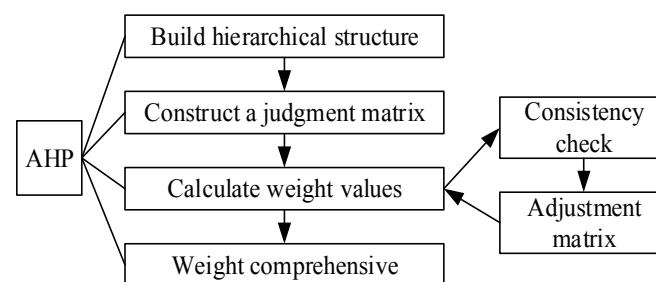 Build hierarchical structure
Construct a judgment matrix
Consistency
check
AHP
Calculate weight values
Adjustment
matrix
Weight comprehensive